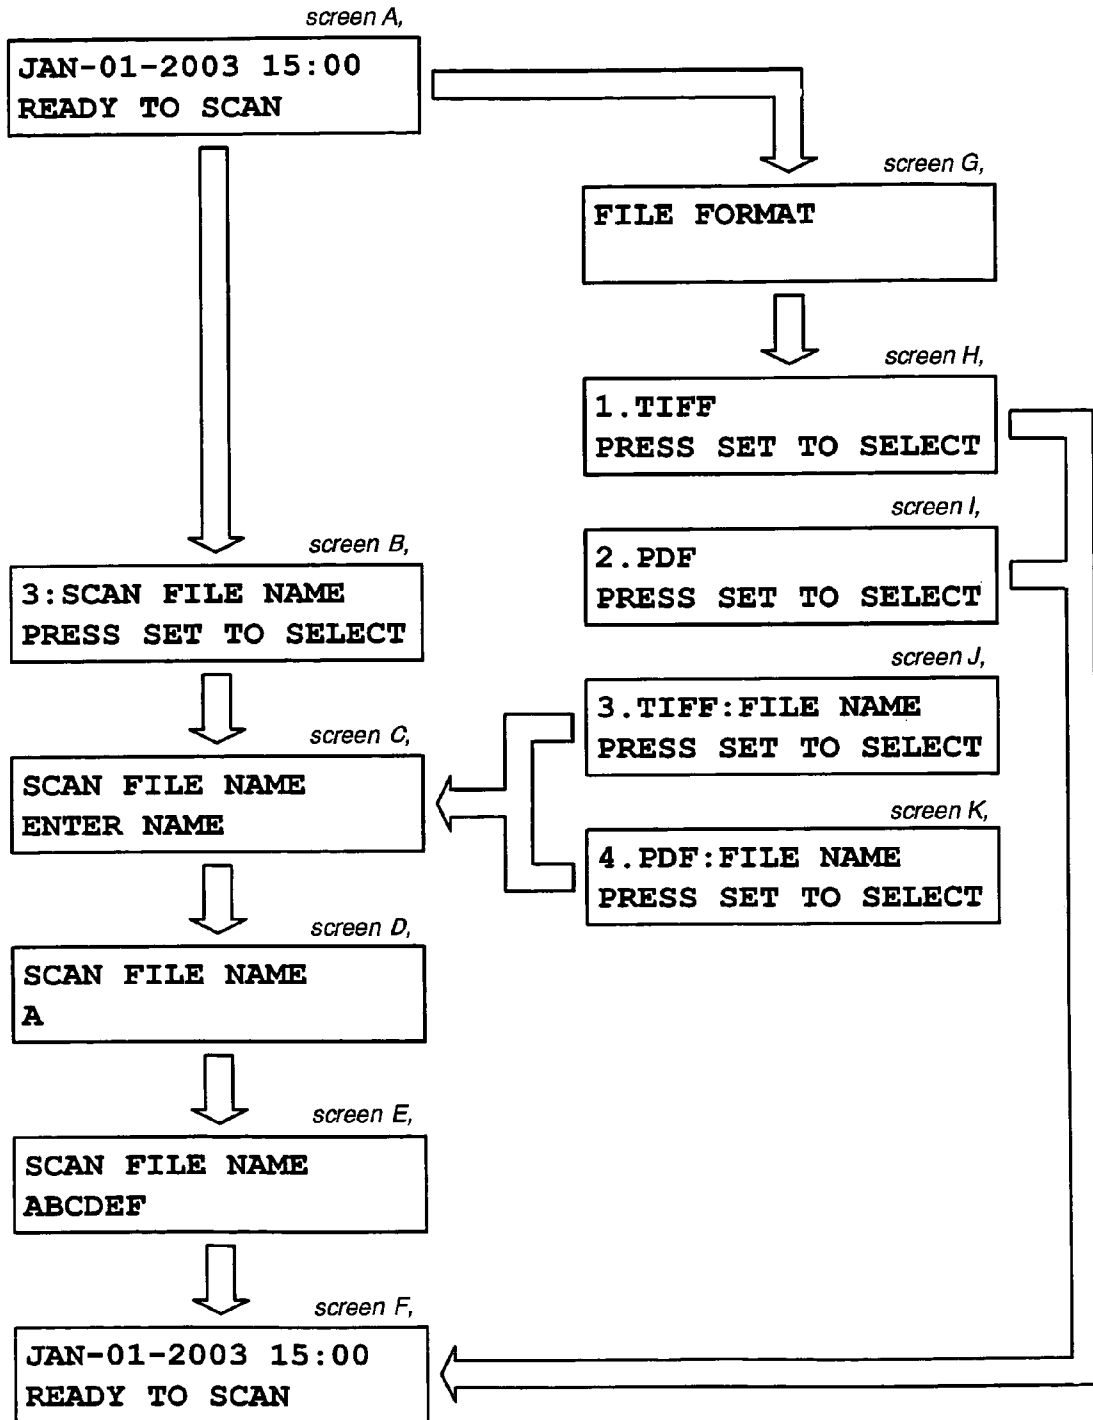 screen A,
JAN-01-2003 15:00
READY TO SCAN
screen G,
FILE FORMAT
screen H,
1.TIFF
PRESS SET TO SELECT
screen I,
2.PDF
PRESS SET TO SELECT
screen B,
3:SCAN FILE NAME
PRESS SET TO SELECT
screen J,
3.TIFF:FILE NAME
PRESS SET TO SELECT
screen C,
SCAN FILE NAME
ENTER NAME
screen K,
4.PDF:FILE NAME
PRESS SET TO SELECT
screen D,
SCAN FILE NAME
A
screen E,
SCAN FILE NAME
ABCDEF
screen F,
JAN-01-2003 15:00
READY TO SCAN